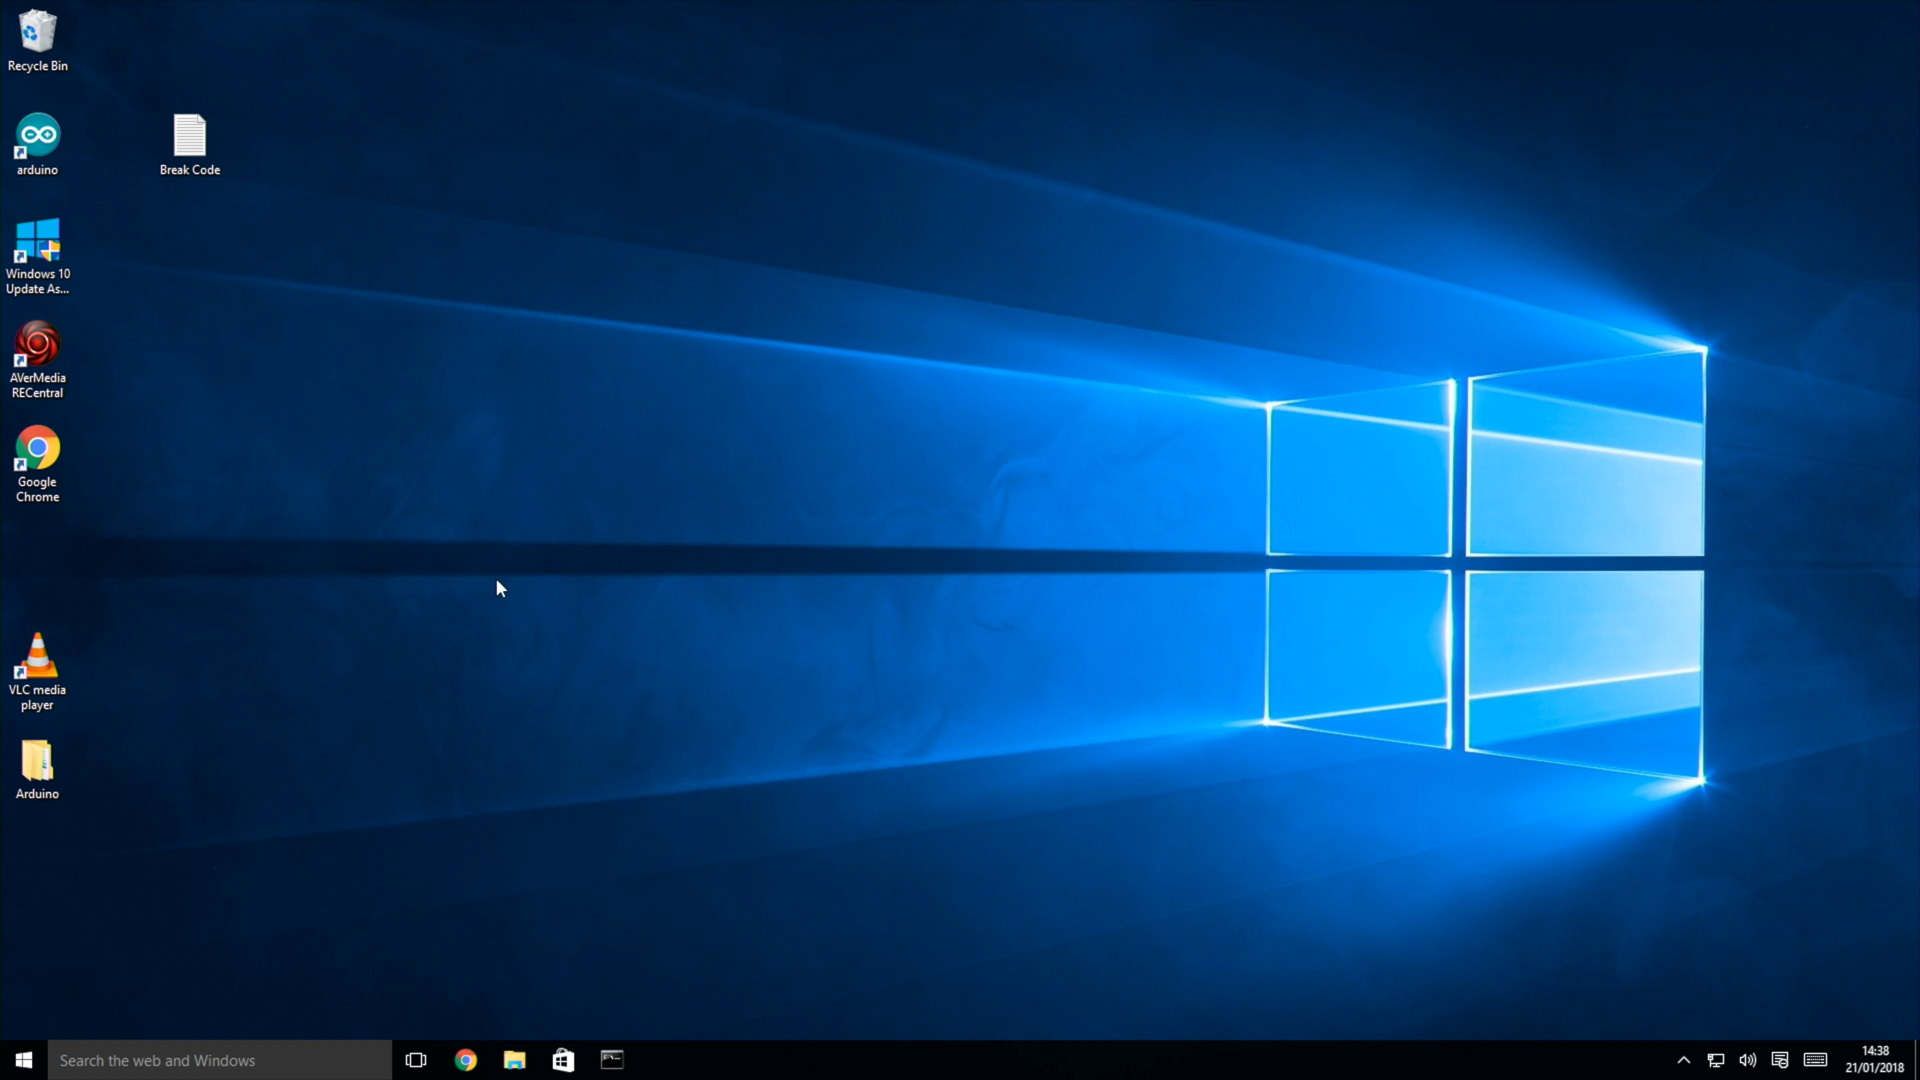 Recycle Bin
arduino
Break Code
Windows 10
Update As...
AVerMedia
RECentral
Google
Chrome
VLC media
player
Arduino
Search the web and Windows
14:38
21/01/2018